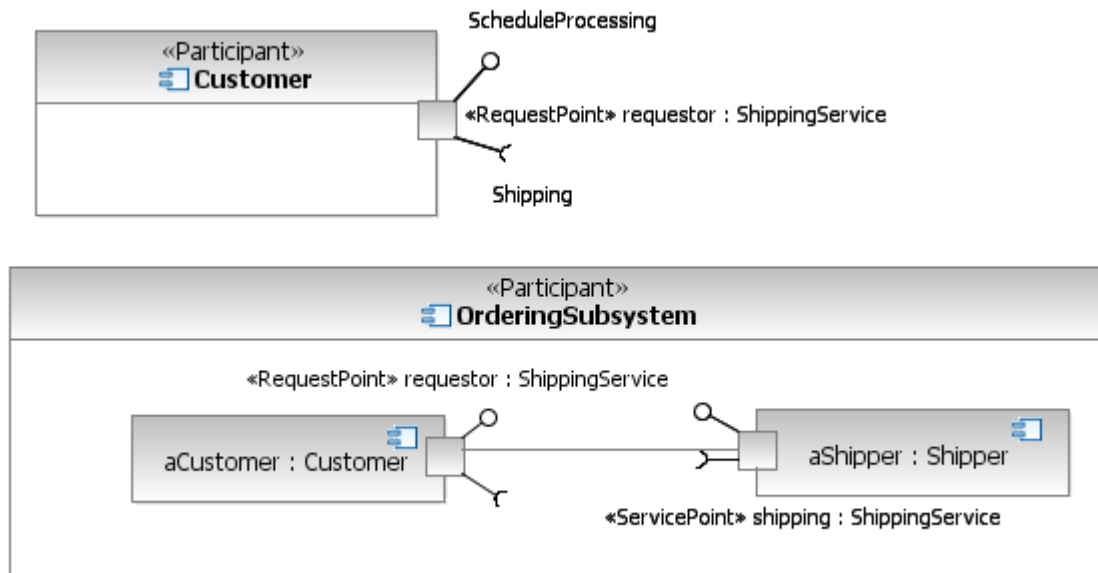 ScheduleProcessing
«Participant»
Customer
«RequestPoint» requestor : ShippingService
Shipping
«Participant»
OrderingSubsystem
«RequestPoint» requestor : ShippingService
aCustomer : Customer
aShipper : Shipper
«ServicePoint» shipping : ShippingService